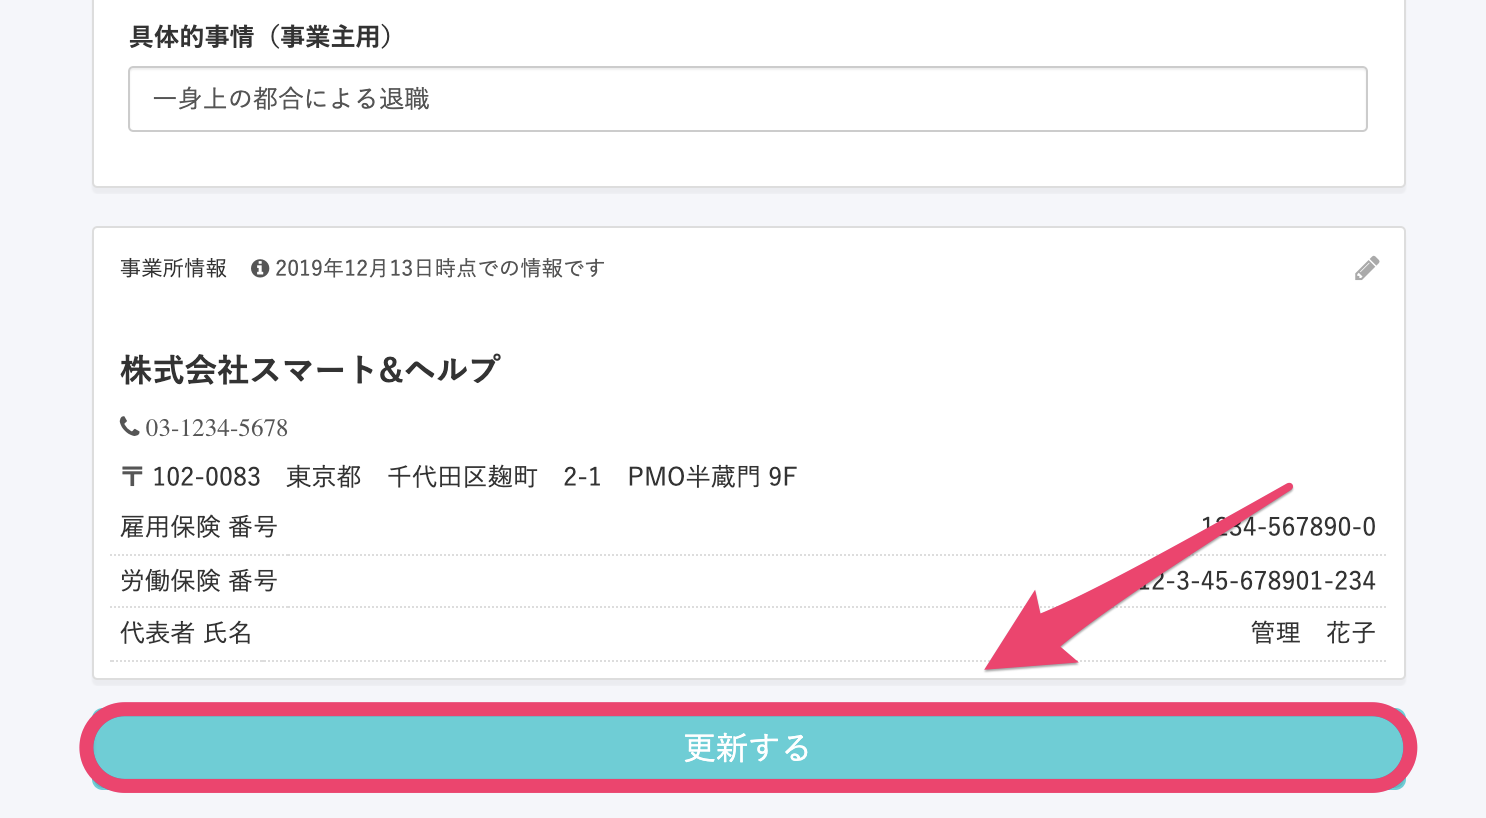 具体的事情（事業主用）
一身上の都合による退職
事業所情報 2019年12月13日時点での情報です
株式会社スマート&ヘルプ
03-1234-5678
〒 102-0083 東京都 千代田区麹町 2-1 PMO半蔵門 9F
雇用保険 番号 1234-567890-0
労働保険 番号 12-3-45-678901-234
代表者 氏名 管理 花子
更新する